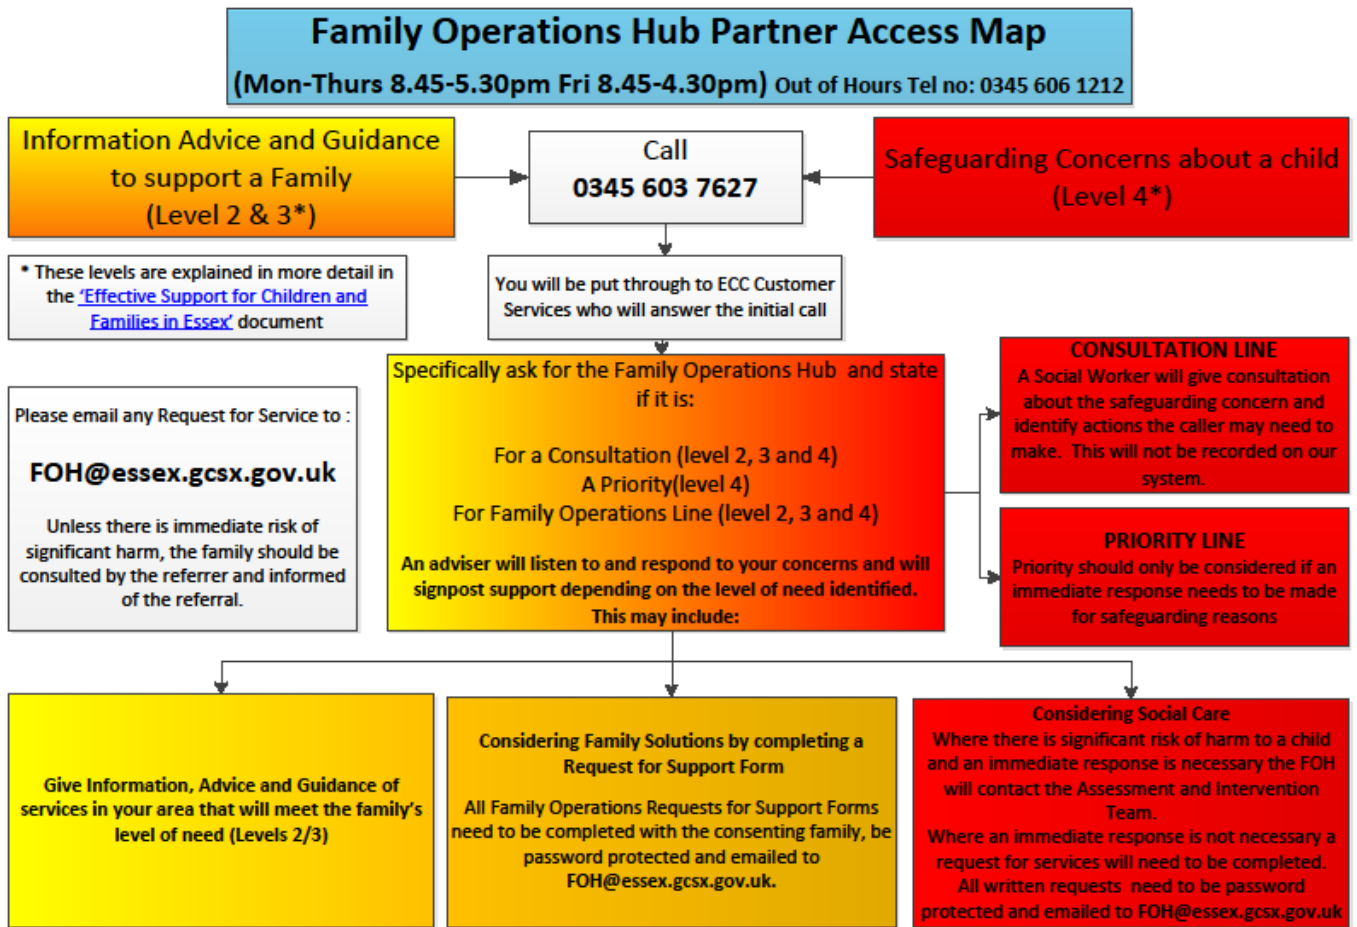 Family Operations Hub Partner Access Map
(Mon-Thurs 8.45-5.30pm Fri 8.45-4.30pm) Out of Hours Tel no: 0345 606 1212
Information Advice and Guidance
to support a Family
(Level 2 & 3*)
Call
0345 603 7627
Safeguarding Concerns about a child
(Level 4*)
* These levels are explained in more detail in
the 'Effective Support for Children and
Families in Essex' document
You will be put through to ECC Customer
Services who will answer the initial call
Please email any Request for Service to :
FOH@essex.gcsx.gov.uk
Unless there is immediate risk of
significant harm, the family should be
consulted by the referrer and informed
of the referral.
Specifically ask for the Family Operations Hub and state
if it is:
For a Consultation (level 2, 3 and 4)
A Priority(level 4)
For Family Operations Line (level 2, 3 and 4)
An adviser will listen to and respond to your concerns and will
signpost support depending on the level of need identified.
This may include:
CONSULTATION LINE
A Social Worker will give consultation
about the safeguarding concern and
identify actions the caller may need to
make. This will not be recorded on our
system.
PRIORITY LINE
Priority should only be considered if an
immediate response needs to be made
for safeguarding reasons
Give Information, Advice and Guidance of
services in your area that will meet the family's
level of need (Levels 2/3)
Considering Family Solutions by completing a
Request for Support Form
All Family Operations Requests for Support Forms
need to be completed with the consenting family, be
password protected and emailed to
FOH@essex.gcsx.gov.uk.
Considering Social Care
Where there is significant risk of harm to a child
and an immediate response is necessary the FOH
will contact the Assessment and Intervention
Team.
Where an immediate response is not necessary a
request for services will need to be completed.
All written requests need to be password
protected and emailed to FOH@essex.gcsx.gov.uk